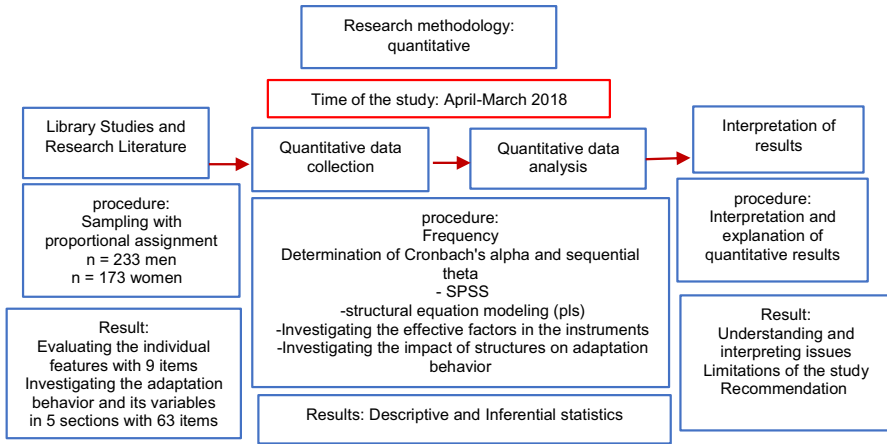 Research methodology:
quantitative
Time of the study: April-March 2018
Library Studies and
Research Literature
Quantitative data
collection
Quantitative data
analysis
Interpretation of
results
procedure:
Sampling with
proportional assignment
n = 233 men
n = 173 women
procedure:
Frequency
Determination of Cronbach's alpha and sequential
theta
- SPSS
-structural equation modeling (pls)
-Investigating the effective factors in the instruments
-Investigating the impact of structures on adaptation
behavior
procedure:
Interpretation and
explanation of
quantitative results
Result:
Evaluating the individual
features with 9 items
Investigating the adaptation
behavior and its variables
in 5 sections with 63 items
Results: Descriptive and Inferential statistics
Result:
Understanding and
interpreting issues
Limitations of the study
Recommendation